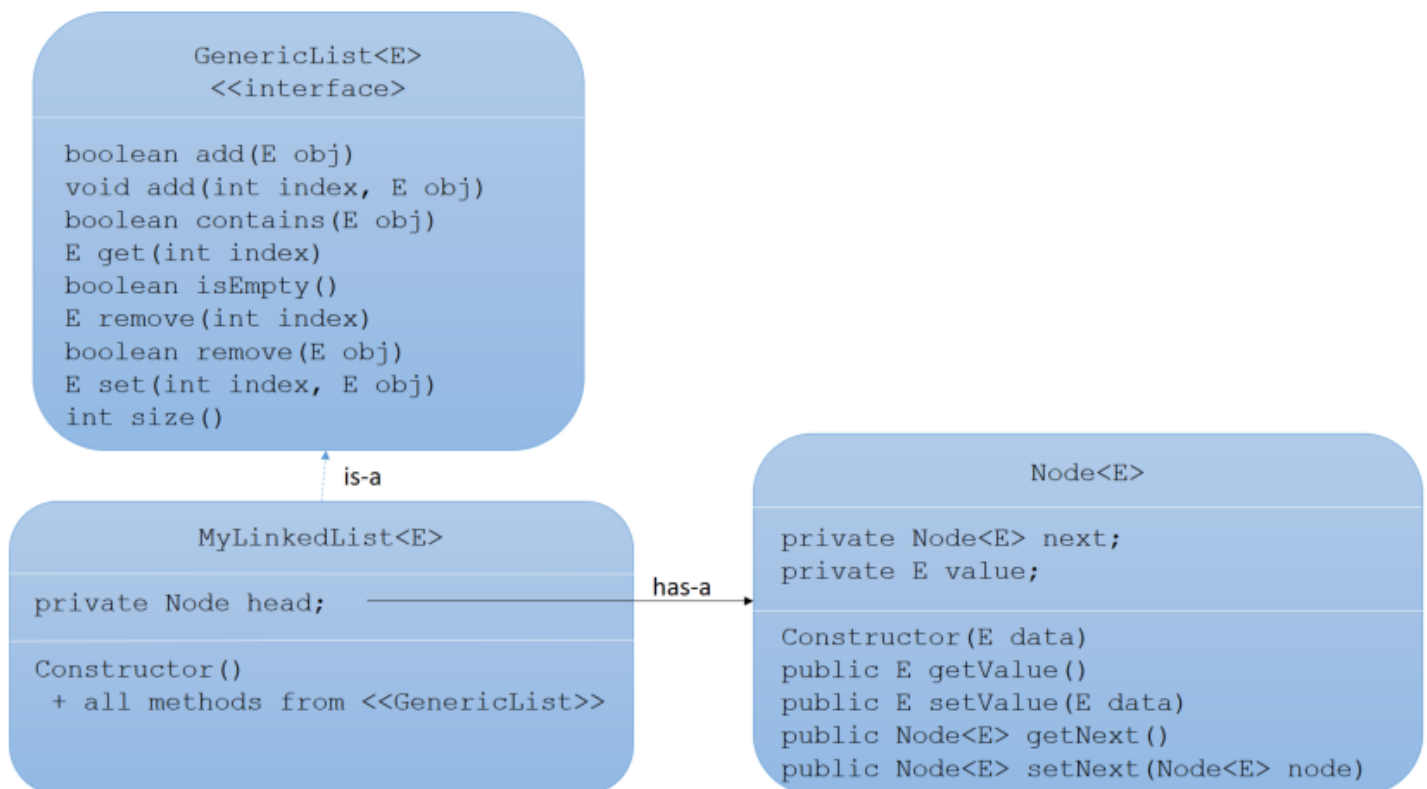 GenericList<E>
<<interface>
boolean add(E obj)
void add(int index, E obj)
boolean contains(E obj)
E get(int index)
boolean isEmpty()
E remove(int index)
boolean remove(E obj)
E set(int index, E obj)
int size()
is-a
MyLinkedList<E>
private Node head;
Constructor()
+ all methods from <<GenericList>>
has-a
Node<E>
private Node<E> next;
private E value;
Constructor(E data)
public E getValue()
public E setValue(E data)
public Node<E> getNext()
public Node<E> setNext(Node<E> node)